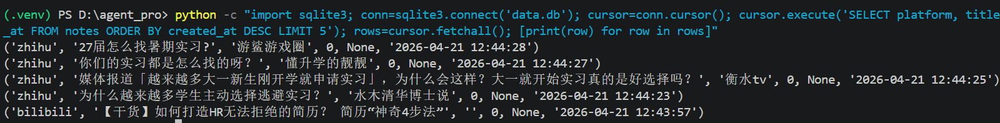 (.venv) PS D:\agent_pro> python -c "import sqlite3; conn=sqlite3.connect('data.db'); cursor=conn.cursor(); cursor.execute('SELECT platform, title
_at FROM notes ORDER BY created_at DESC LIMIT 5'); rows=cursor.fetchall(); [print(row) for row in rows]"
('zhihu', '27届怎么找暑期实习?', '游鲨游戏圈', 0, None, '2026-04-21 12:44:28')
('zhihu', '你们的实习都是怎么找的呀？', '懂升学的靓靓', 0, None, '2026-04-21 12:44:27')
('zhihu', '媒体报道「越来越多大一新生刚开学就申请实习」，为什么会这样？大一就开始实习真的是好选择吗？', '衡水tv', 0, None, '2026-04-21 12:44:25')
('zhihu', '为什么越来越多学生主动选择逃避实习？', '水木清华博士说', 0, None, '2026-04-21 12:44:23')
('bilibili', '【干货】如何打造HR无法拒绝的简历？ 简历“神奇4步法”', '', 0, None, '2026-04-21 12:43:57')